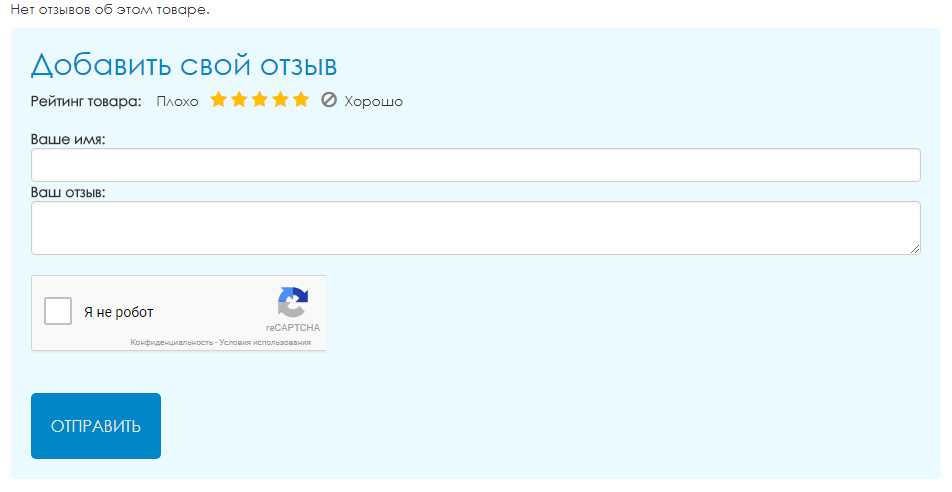 Нет отзывов об этом товаре.
Добавить свой отзыв
Рейтинг товара: Плохо Хорошо
Ваше имя:
Ваш отзыв:
Я не робот
reCAPTCHA
Конфиденциальность - Условия использования
ОТПРАВИТЬ